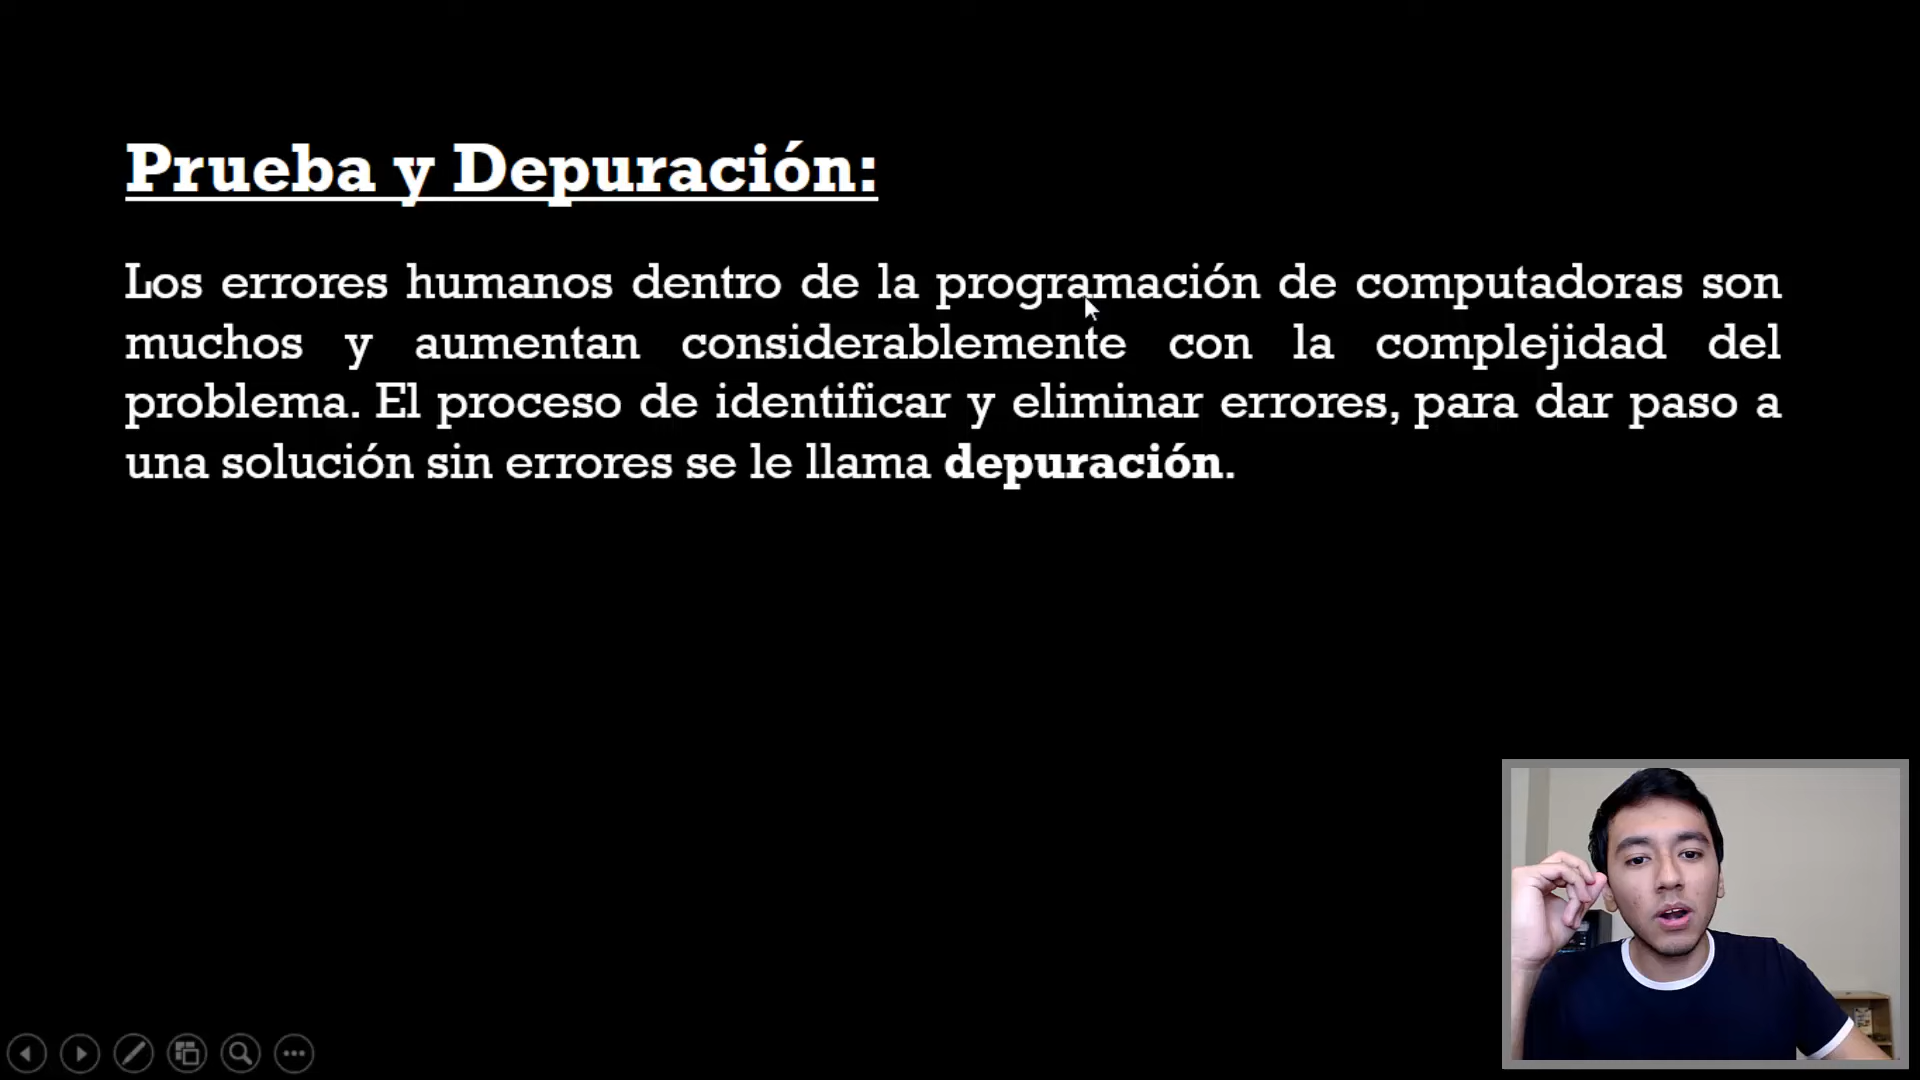 Prueba y Depuración:
Los errores humanos dentro de la programación de computadoras son
muchos y aumentan considerablemente con la complejidad del
problema. El proceso de identificar y eliminar errores, para dar paso a
una solución sin errores se le llama depuración.